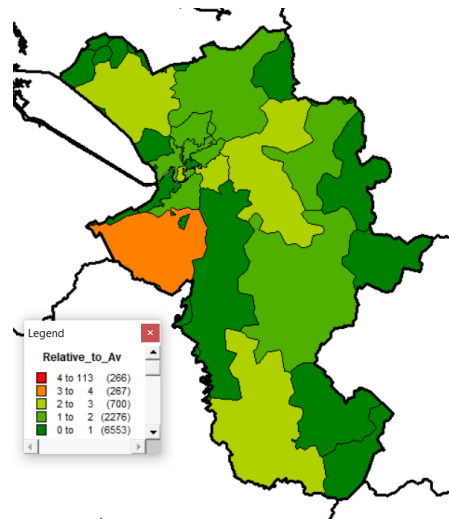 Legend
Relative_to_Av
4 to 113 (266)
3 to 4 (267)
2 to 3 (700)
1 to 2 (2276)
0 to 1 (6553)